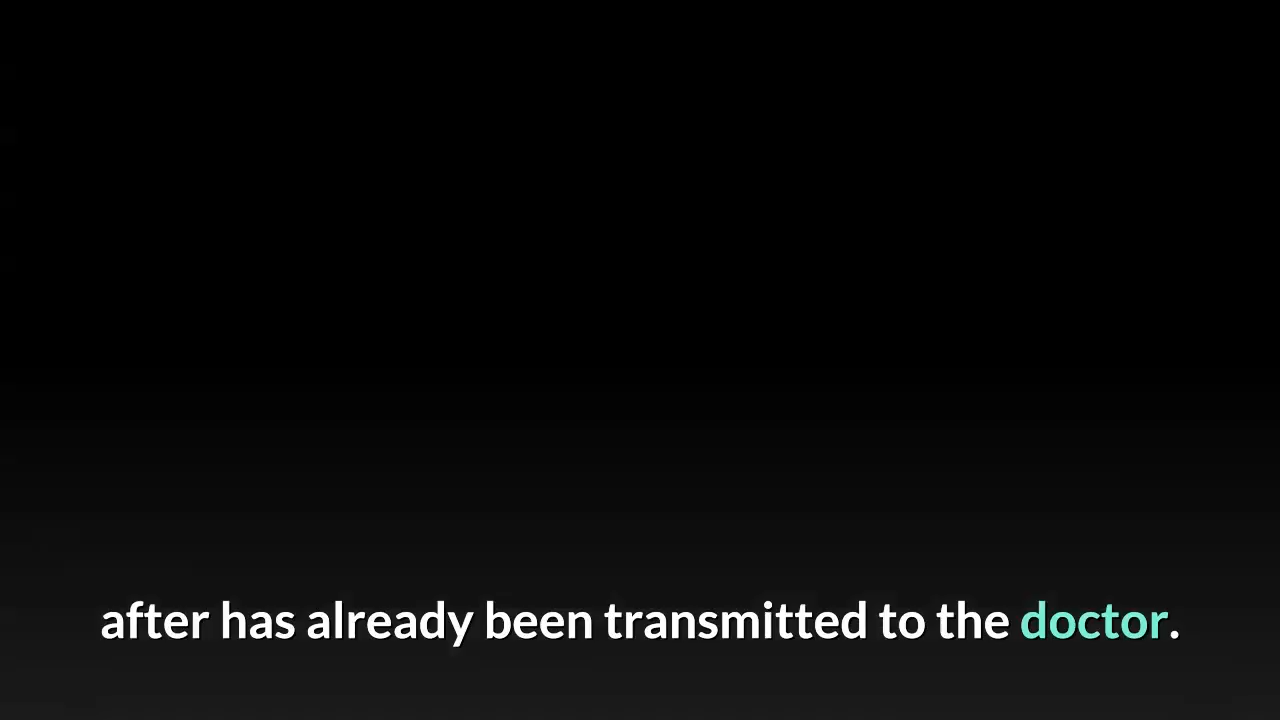 after has already been transmitted to the doctor.